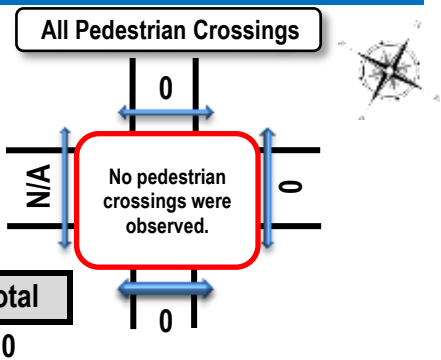 All Pedestrian Crossings
0
N/A
No pedestrian
crossings were
observed.
0
otal
0
0